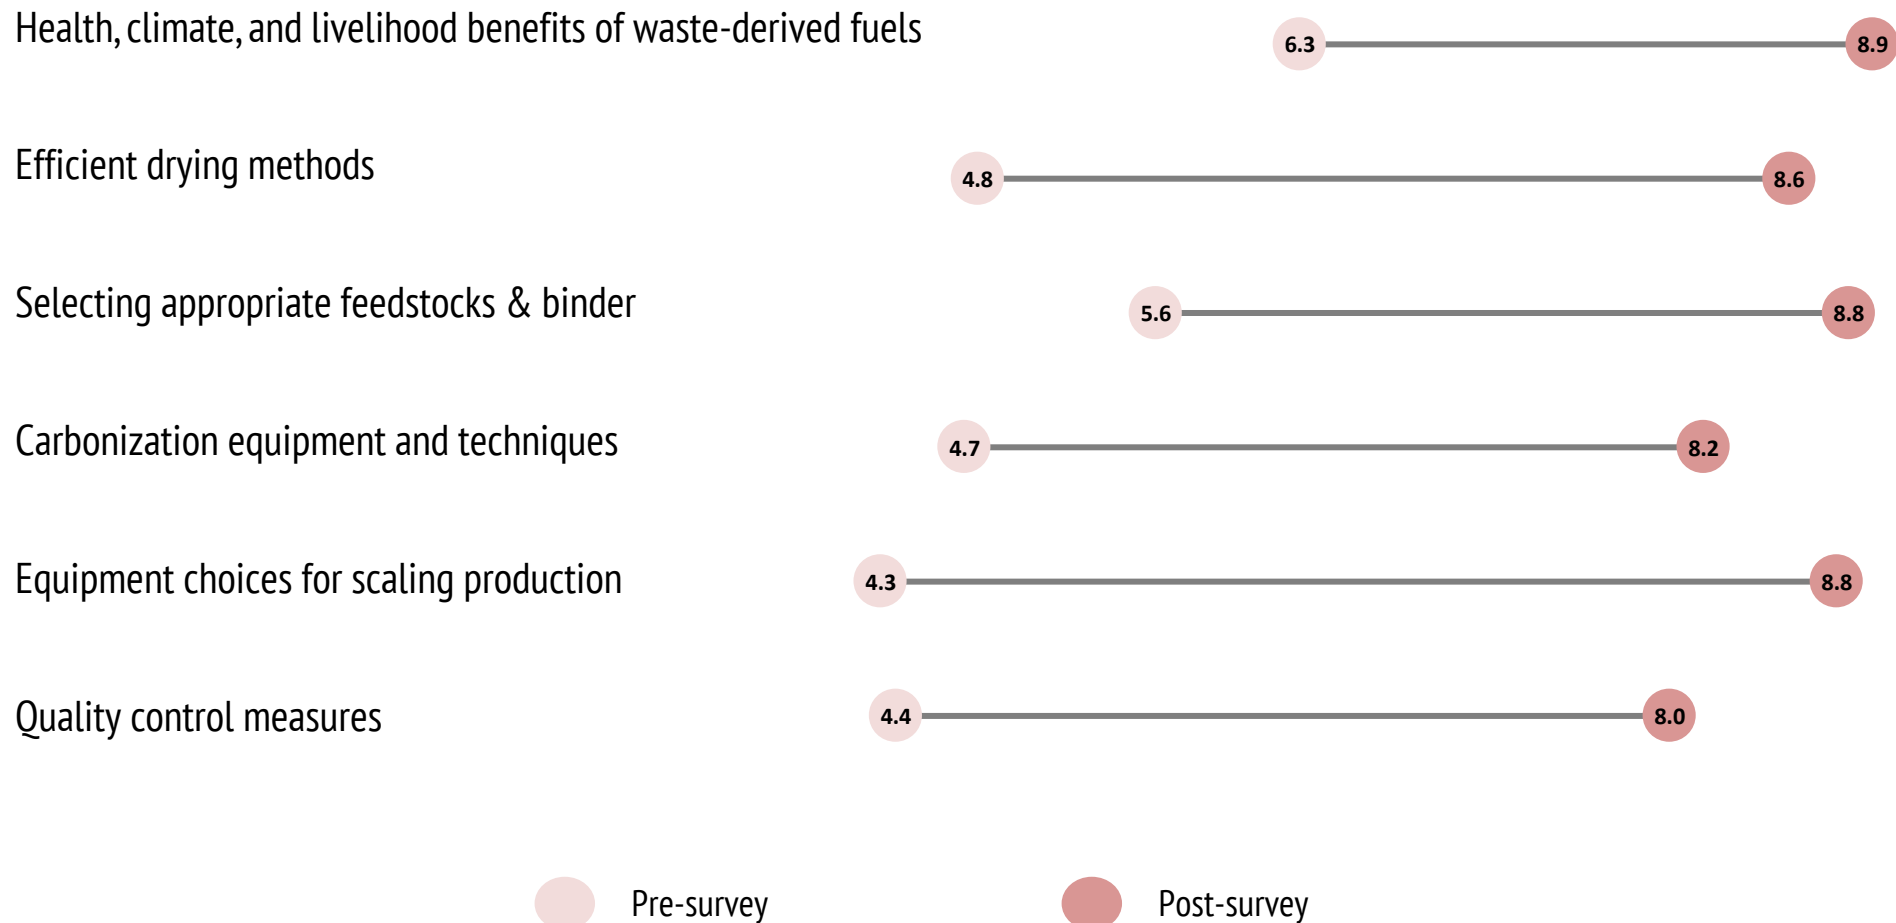 Health, climate, and livelihood benefits of waste-derived fuels
6.3 8.9
Efficient drying methods
4.8 8.6
Selecting appropriate feedstocks & binder
5.6 8.8
Carbonization equipment and techniques
4.7 8.2
Equipment choices for scaling production
4.3 8.8
Quality control measures
4.4 8.0
Pre-survey Post-survey